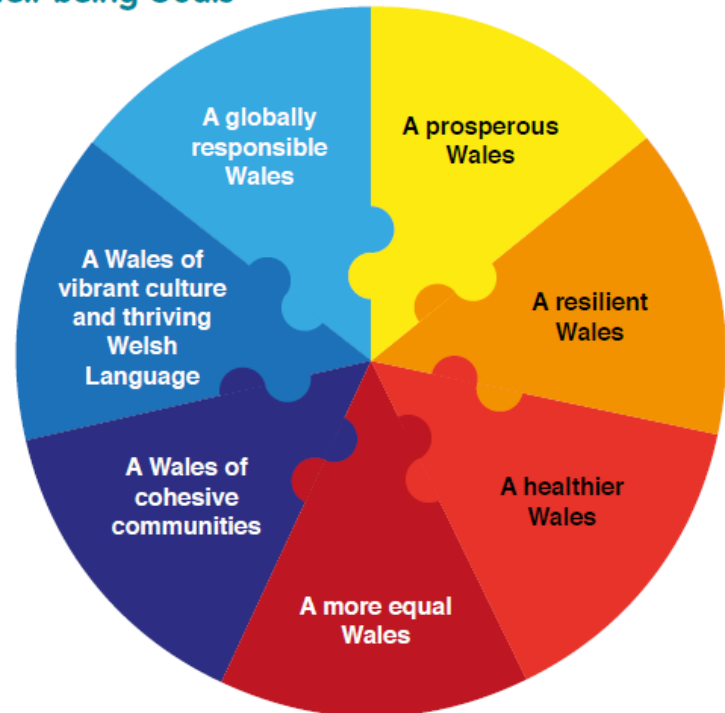 Goals
A globally
responsible
Wales
A prosperous
Wales
A resilient
Wales
A healthier
Wales
A more equal
Wales
A Wales of
cohesive
communities
A Wales of
vibrant culture
and thriving
Welsh
Language